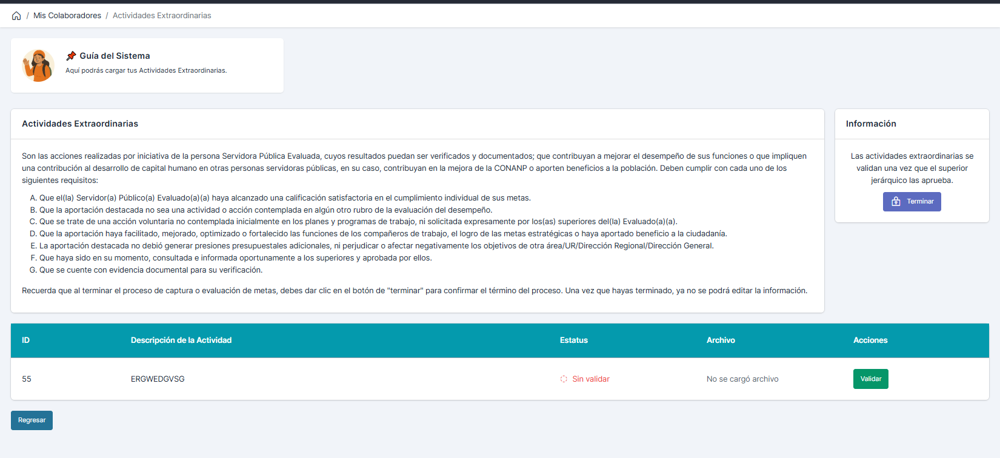 / Mis Colaboradores / Actividades Extraordinarias
Guía del Sistema
Aquí podrás cargar tus Actividades Extraordinarias.
Actividades Extraordinarias
Son las acciones realizadas por iniciativa de la persona Servidora Pública Evaluada, cuyos resultados puedan ser verificados y documentados; que contribuyan a mejorar el desempeño de sus funciones o que impliquen
una contribución al desarrollo de capital humano en otras personas servidoras públicas, en su caso, contribuyan en la mejora de la CONANP o aporten beneficios a la población. Deben cumplir con cada uno de los
siguientes requisitos:
A. Que el(la) Servidor(a) Público(a) Evaluado(a)(a) haya alcanzado una calificación satisfactoria en el cumplimiento individual de sus metas.
B. Que la aportación destacada no sea una actividad o acción contemplada en algún otro rubro de la evaluación del desempeño.
C. Que se trate de una acción voluntaria no contemplada inicialmente en los planes y programas de trabajo, ni solicitada expresamente por los(as) superiores del(la) Evaluado(a)(a).
D. Que la aportación haya facilitado, mejorado, optimizado o fortalecido las funciones de los compañeros de trabajo, el logro de las metas estratégicas o haya aportado beneficio a la ciudadanía.
E. La aportación destacada no debió generar presiones presupuestales adicionales, ni perjudicar o afectar negativamente los objetivos de otra área/UR/Dirección Regional/Dirección General.
F. Que haya sido en su momento, consultada e informada oportunamente a los superiores y aprobada por ellos.
G. Que se cuente con evidencia documental para su verificación.
Recuerda que al terminar el proceso de captura o evaluación de metas, debes dar clic en el botón de "terminar" para confirmar el término del proceso. Una vez que hayas terminado, ya no se podrá editar la información.
Información
Las actividades extraordinarias se
validan una vez que el superior
jerárquico las aprueba.
Terminar
ID Descripción de la Actividad Estatus Archivo Acciones
55 ERGWEDGVSG Sin validar No se cargó archivo Validar
Regresar